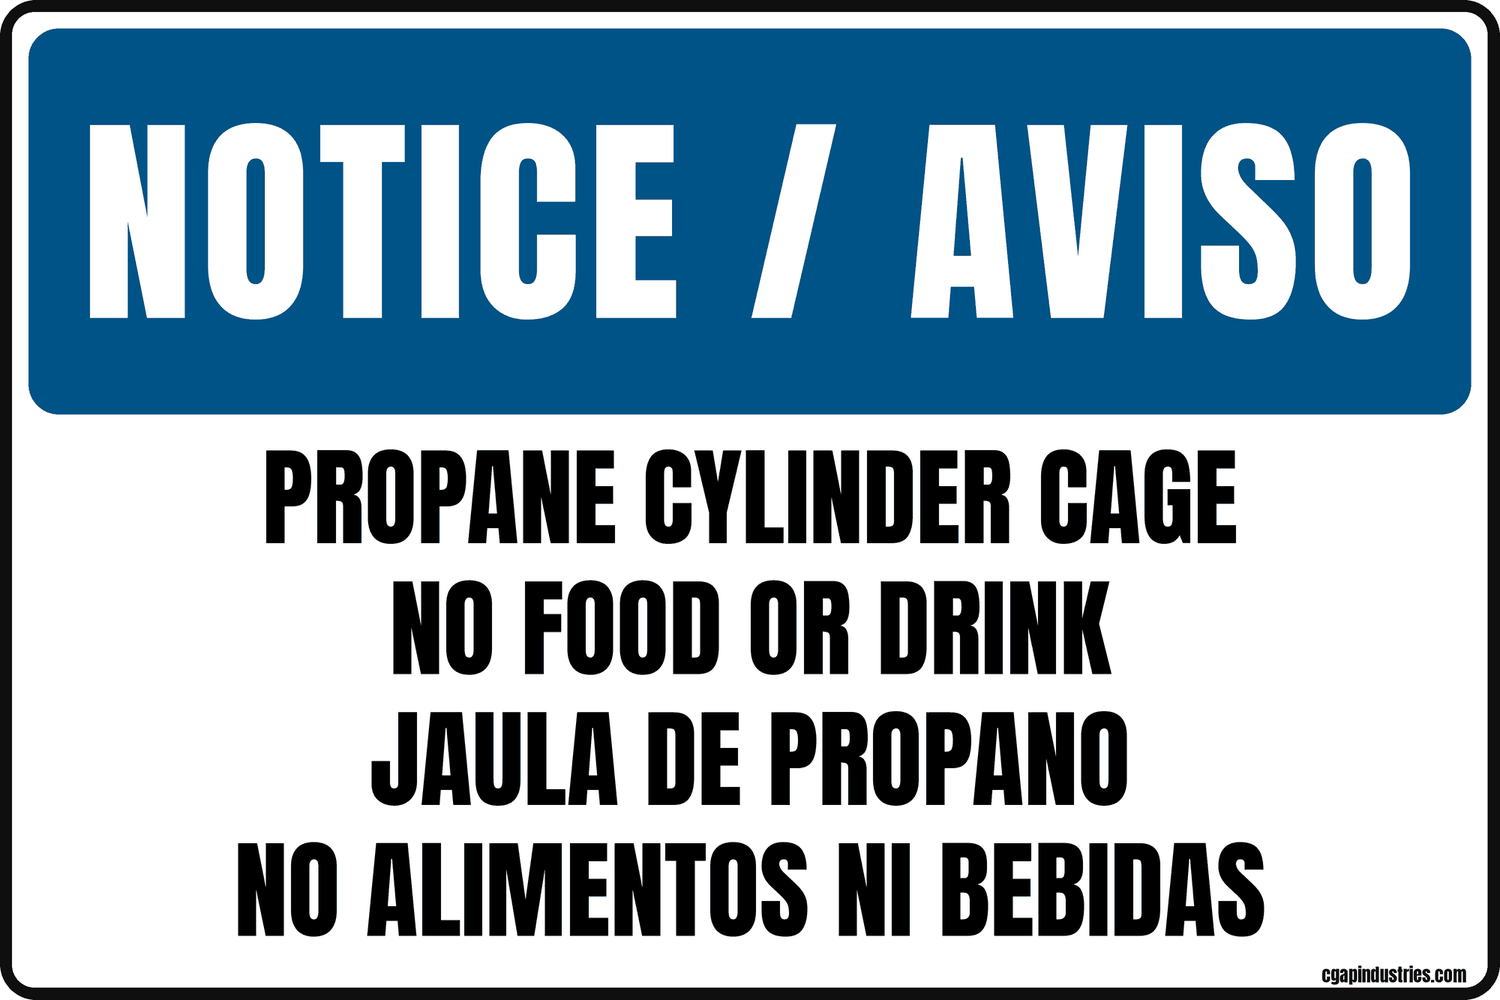 NOTICE / AVISO
PROPANE CYLINDER CAGE
NO FOOD OR DRINK
JAULA DE PROPANO
NO ALIMENTOS NI BEBIDAS
cgapindustries.com